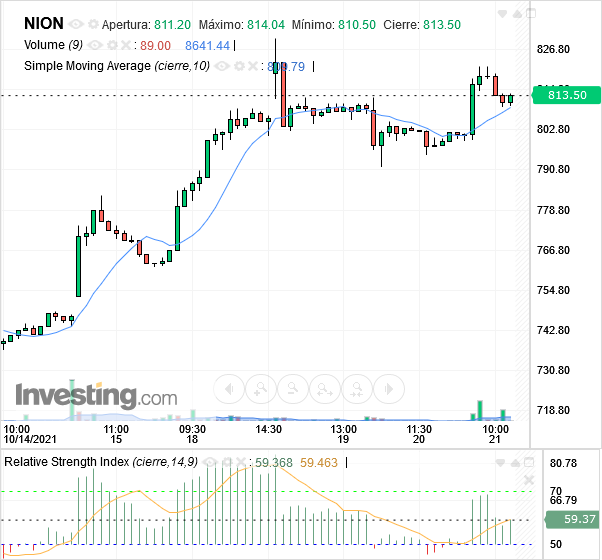 NION Apertura: 811.20 Máximo: 814.04 Mínimo: 810.50 Cierre: 813.50
Volume (9) : 89.00 8641.44
Simple Moving Average (cierre,10) : .79
826.80
813.50
802.80
790.80
778.80
766.80
754.80
742.80
730.80
718.80
Investing.com
10:00 11:00 09:30 14:30 13:00 11:30 10:00
10/14/2021 15 18 19 20 21
Relative Strength Index (cierre,14,9) : 59.368 59.463
80.78
70
66.79
59.37
50